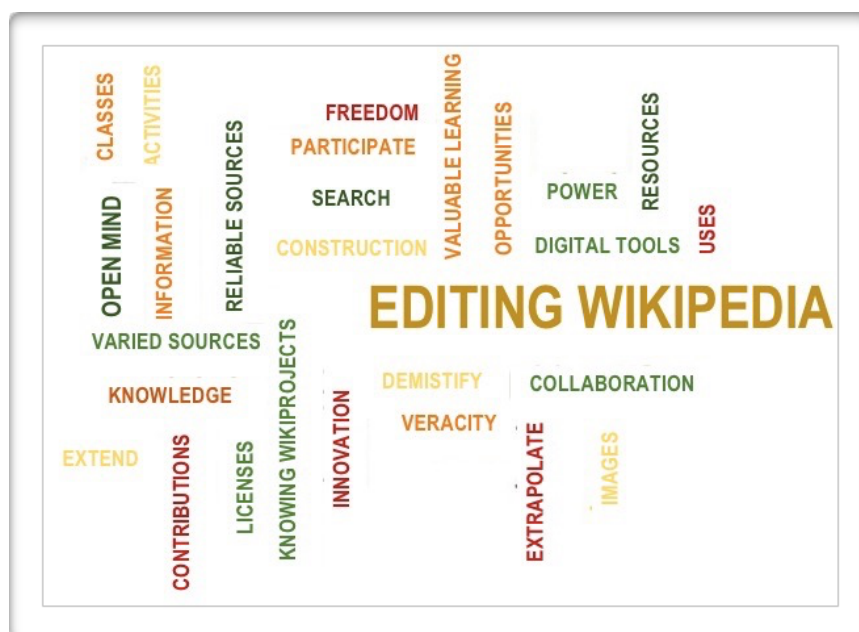 CLASSES
ACTIVITIES
FREEDOM
PARTICIPATE
SEARCH
CONSTRUCTION
VALUABLE LEARNING
OPPORTUNITIES
POWER
RESOURCES
DIGITAL TOOLS
USES
OPEN MIND
INFORMATION
RELIABLE SOURCES
EDITING WIKIPEDIA
VARIED SOURCES
KNOWLEDGE
EXTEND
CONTRIBUTIONS
LICENSES
KNOWING WIKIPROJECTS
INNOVATION
DEMISTIFY
COLLABORATION
VERACITY
EXTRAPOLATE
IMAGES